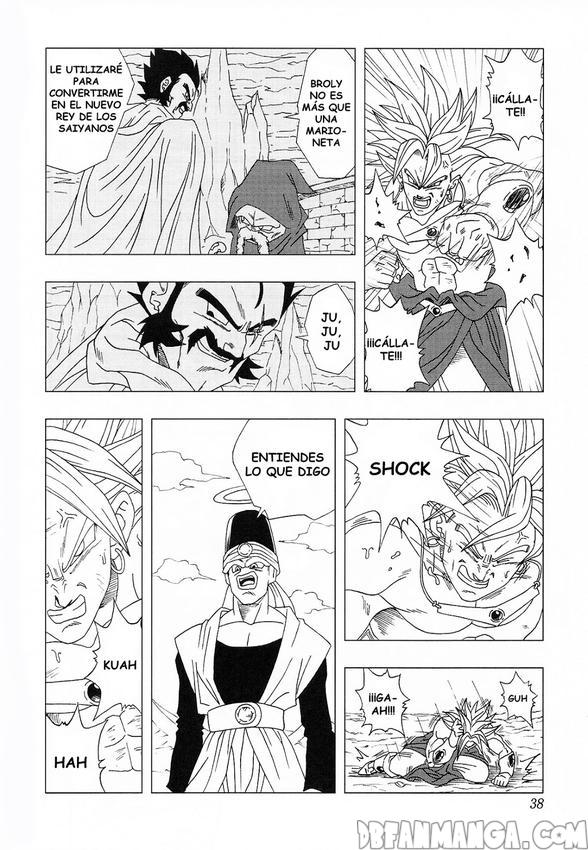 LE UTILIZARÉ
PARA
CONVERTIRME
EN EL NUEVO
REY DE LOS
SAIYANOS
BROLY
NO ES
MÁS QUE
UNA
MARIO-
NETA
¡¡¡CÁLLA-
TE!!
JU,
JU,
JU
¡¡¡CÁLLA-
TE!!!
KUAH
HAH
ENTIENDES
LO QUE DIGO
SHOCK
¡¡¡GA-
AH!!!
GUH
38
DBFANMANGA.COM